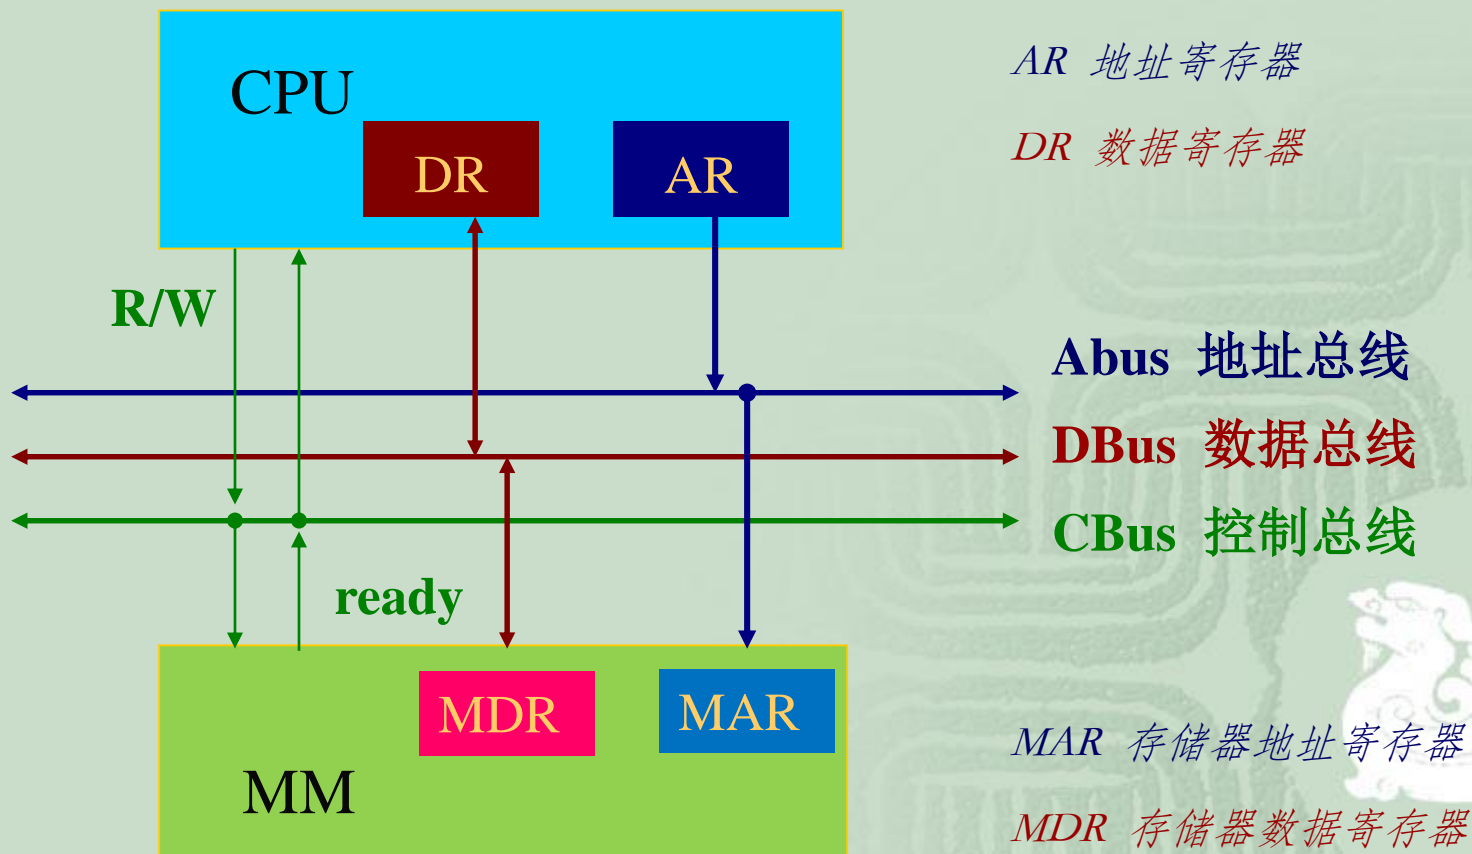 CPU
AR 地址寄存器
DR 数据寄存器
DR
AR
R/W
Abus 地址总线
DBus 数据总线
CBus 控制总线
ready
MDR
MAR
MM
MAR 存储器地址寄存器
MDR 存储器数据寄存器